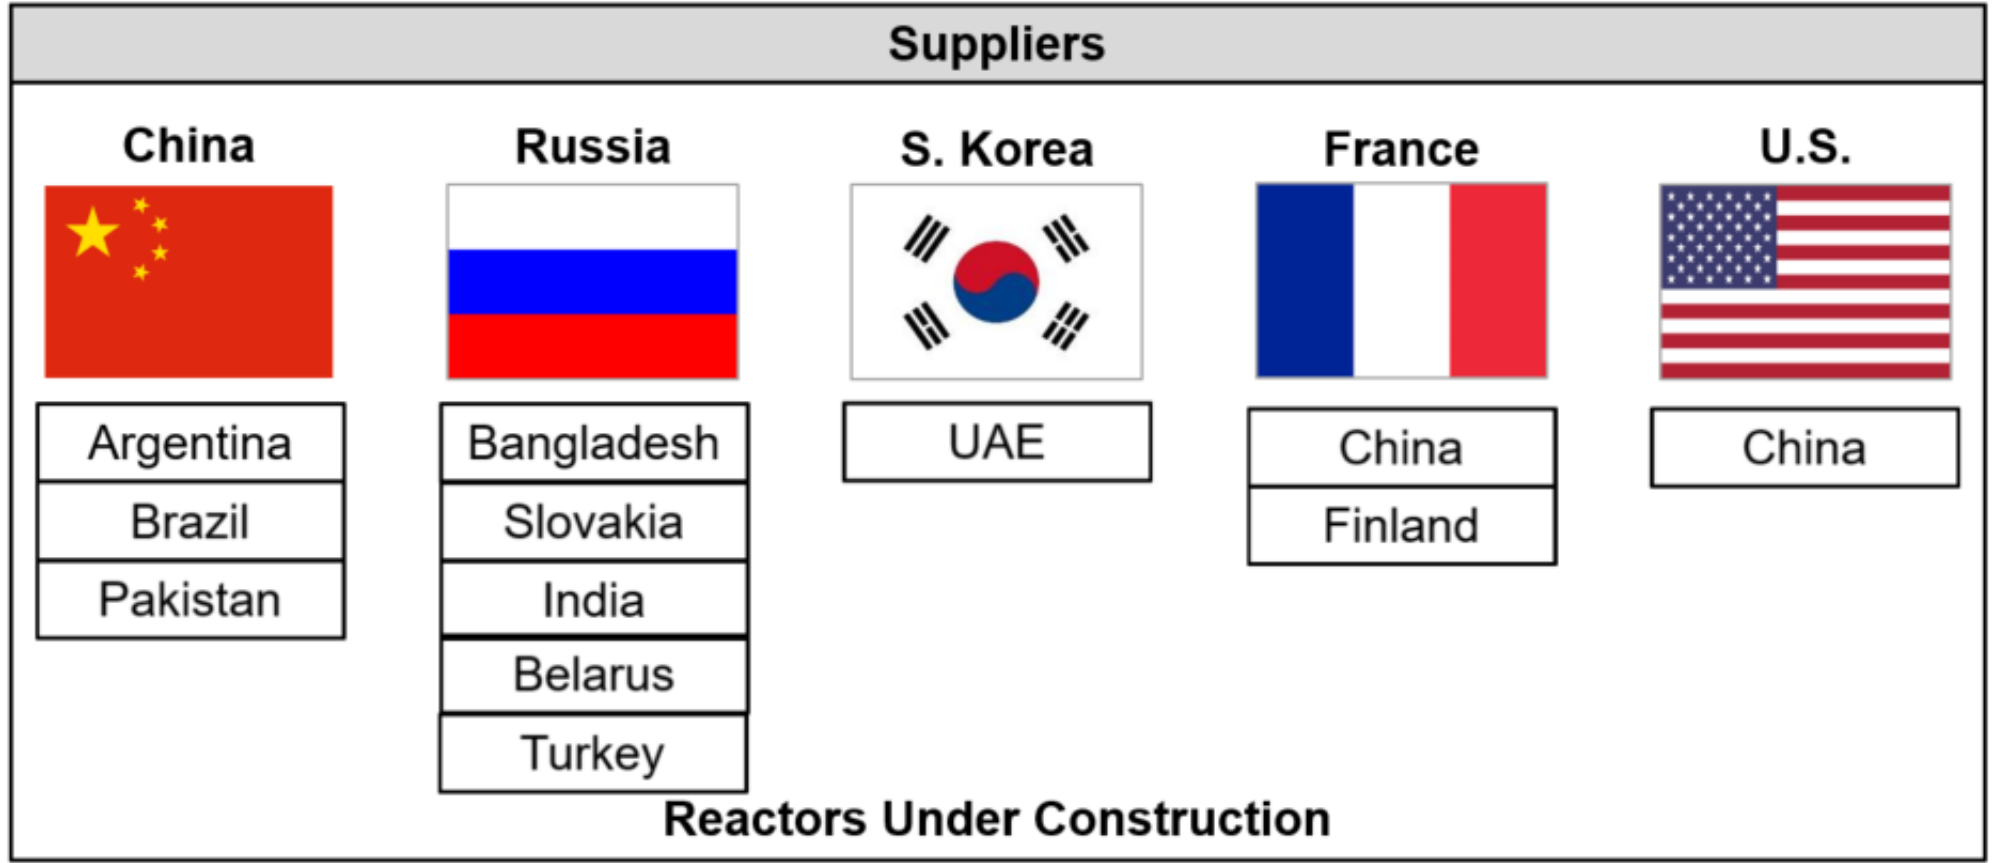 Suppliers
China
Russia
S. Korea
France
U.S.
Argentina
Brazil
Pakistan
Bangladesh
Slovakia
India
Belarus
Turkey
UAE
China
Finland
China
Reactors Under Construction